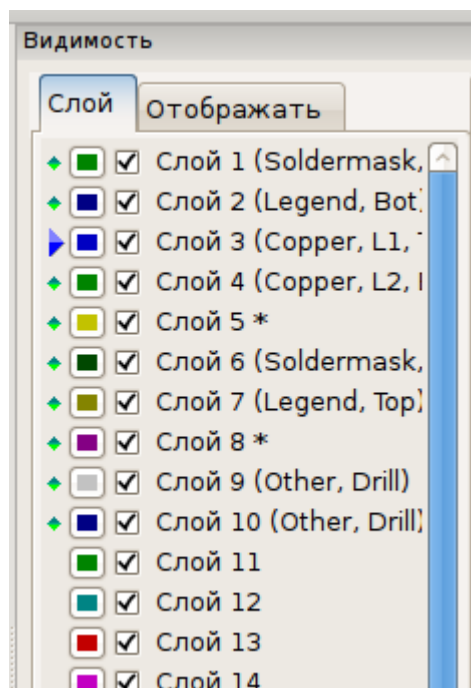 Видимость
Слой
Отображать
Слой 1 (Soldermask,
Слой 2 (Legend, Bot)
Слой 3 (Copper, L1,
Слой 4 (Copper, L2,
Слой 5 *
Слой 6 (Soldermask,
Слой 7 (Legend, Top)
Слой 8 *
Слой 9 (Other, Drill)
Слой 10 (Other, Drill)
Слой 11
Слой 12
Слой 13
Слой 14